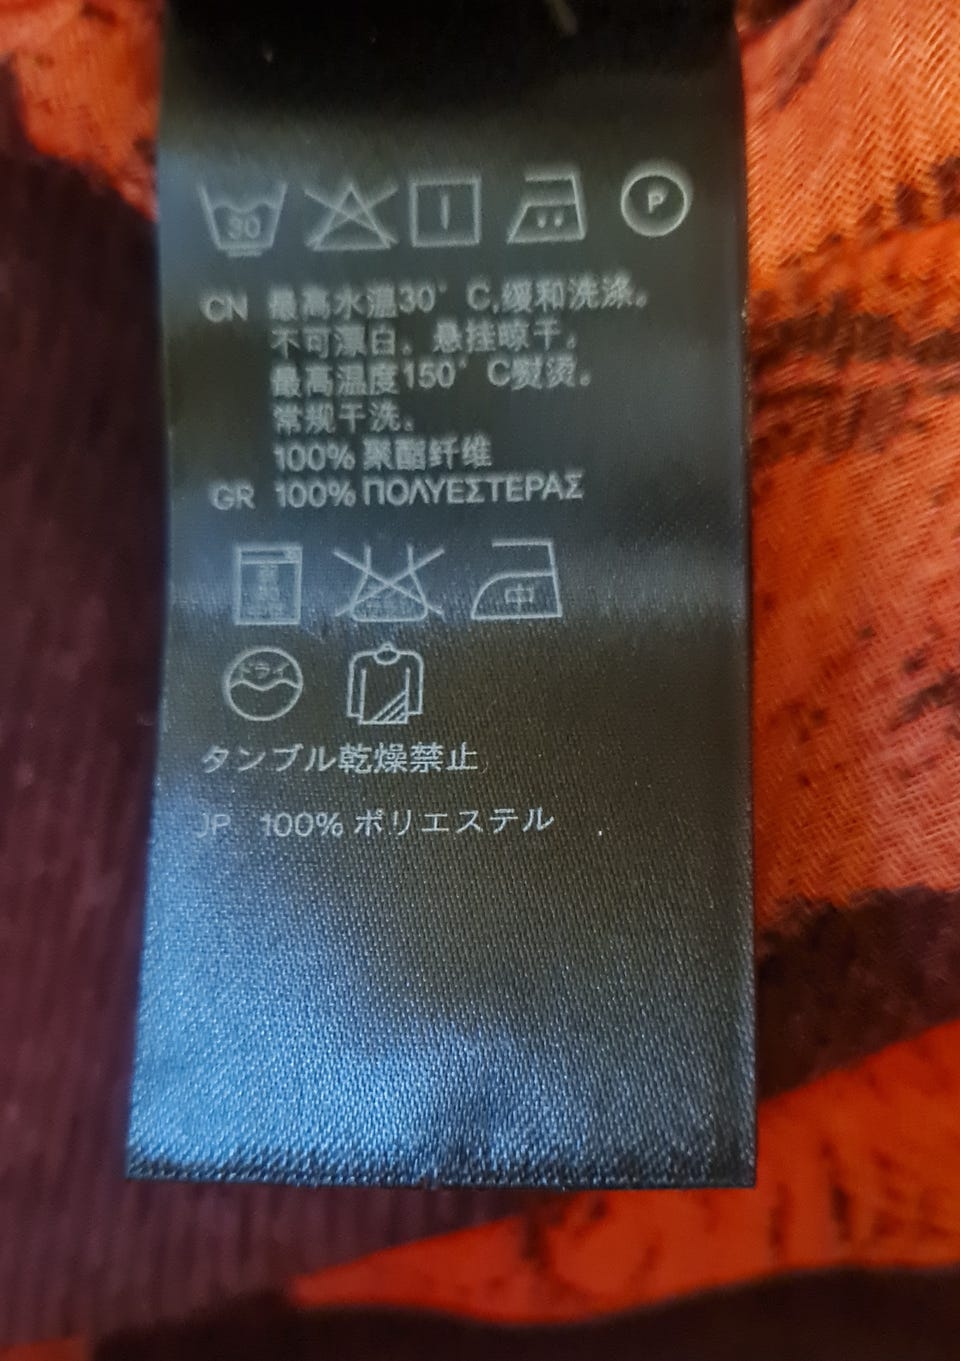 30 P
CN 最高水温30°C,缓和洗涤。
不可漂白。悬挂晾干。
最高温度150°C熨烫。
常规干洗。
100% 聚酯纤维
GR 100% ΠΟΛΥΕΣΤΕΡΑΣ
中
タンブル乾燥禁止
JP 100% ポリエステル